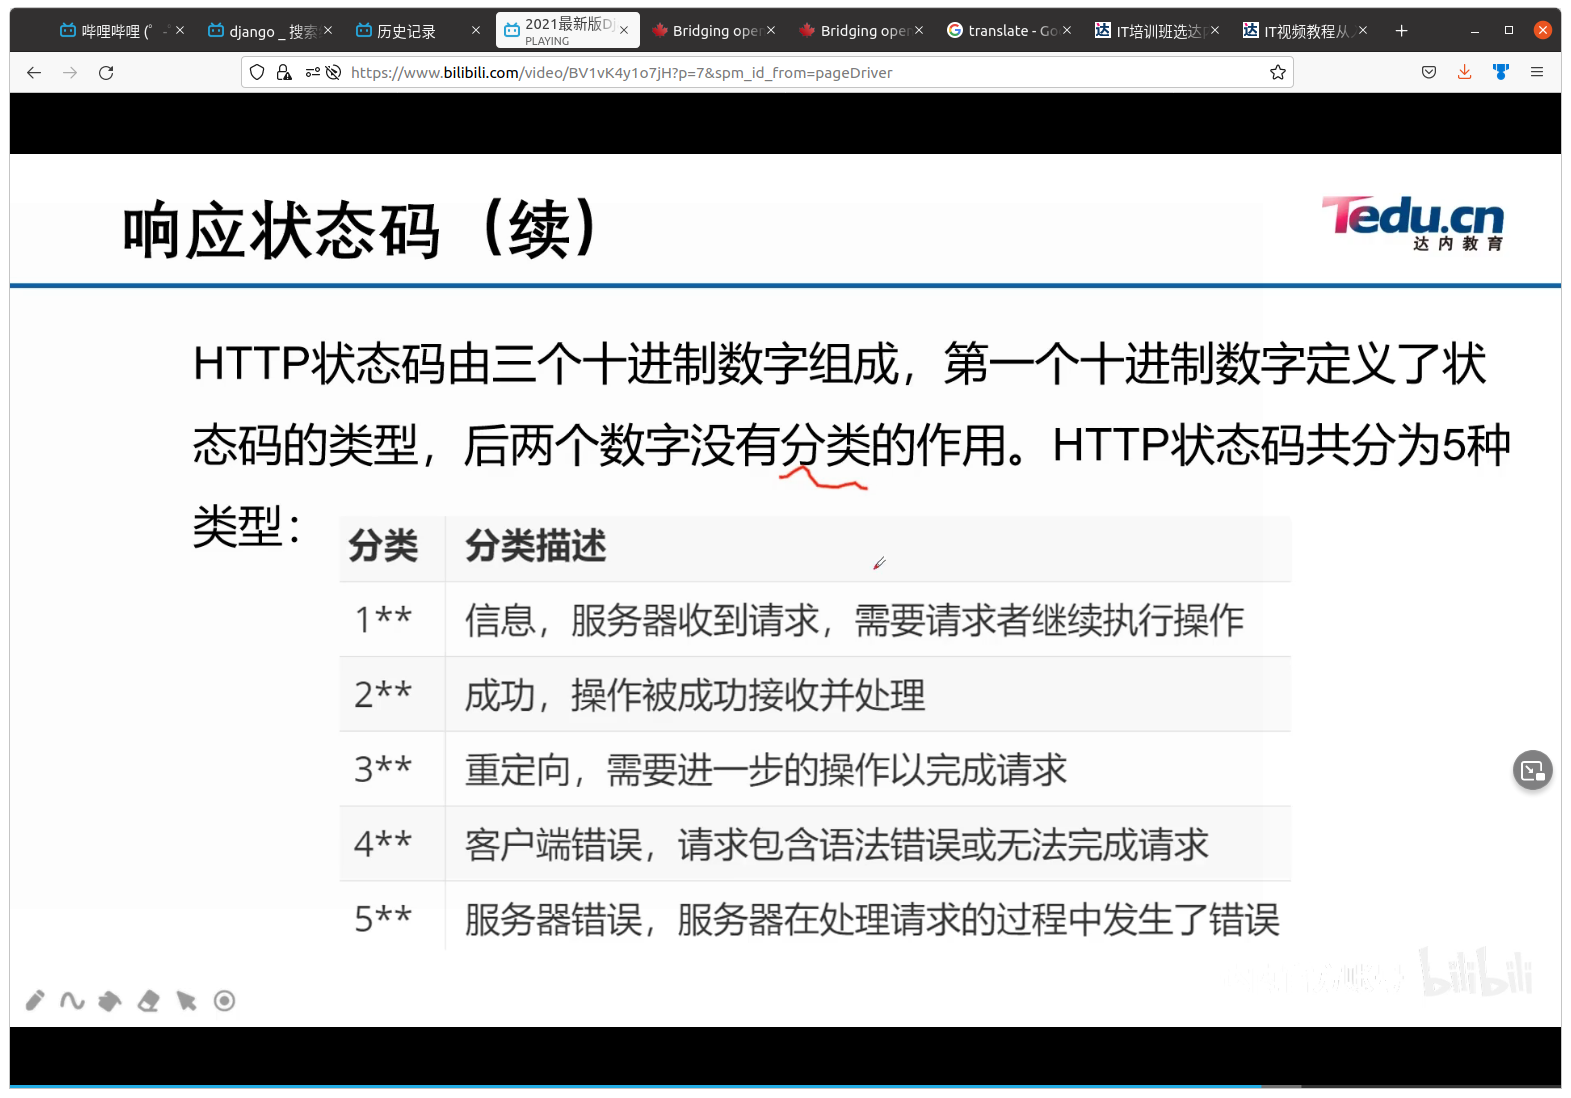 哔哩哔哩 (゜-
django _ 搜索
历史记录
2021最新版Dj
PLAYING
Bridging oper
Bridging oper
translate - Go
IT培训班选达内
IT视频教程从入
https://www.bilibili.com/video/BV1vK4y1o7jH?p=7&spm_id_from=pageDriver
响应状态码（续）
Tedu.cn
达内教育
HTTP状态码由三个十进制数字组成，第一个十进制数字定义了状
态码的类型，后两个数字没有分类的作用。HTTP状态码共分为5种
类型：
分类 分类描述
1** 信息，服务器收到请求，需要请求者继续执行操作
2** 成功，操作被成功接收并处理
3** 重定向，需要进一步的操作以完成请求
4** 客户端错误，请求包含语法错误或无法完成请求
5** 服务器错误，服务器在处理请求的过程中发生了错误
bilibili